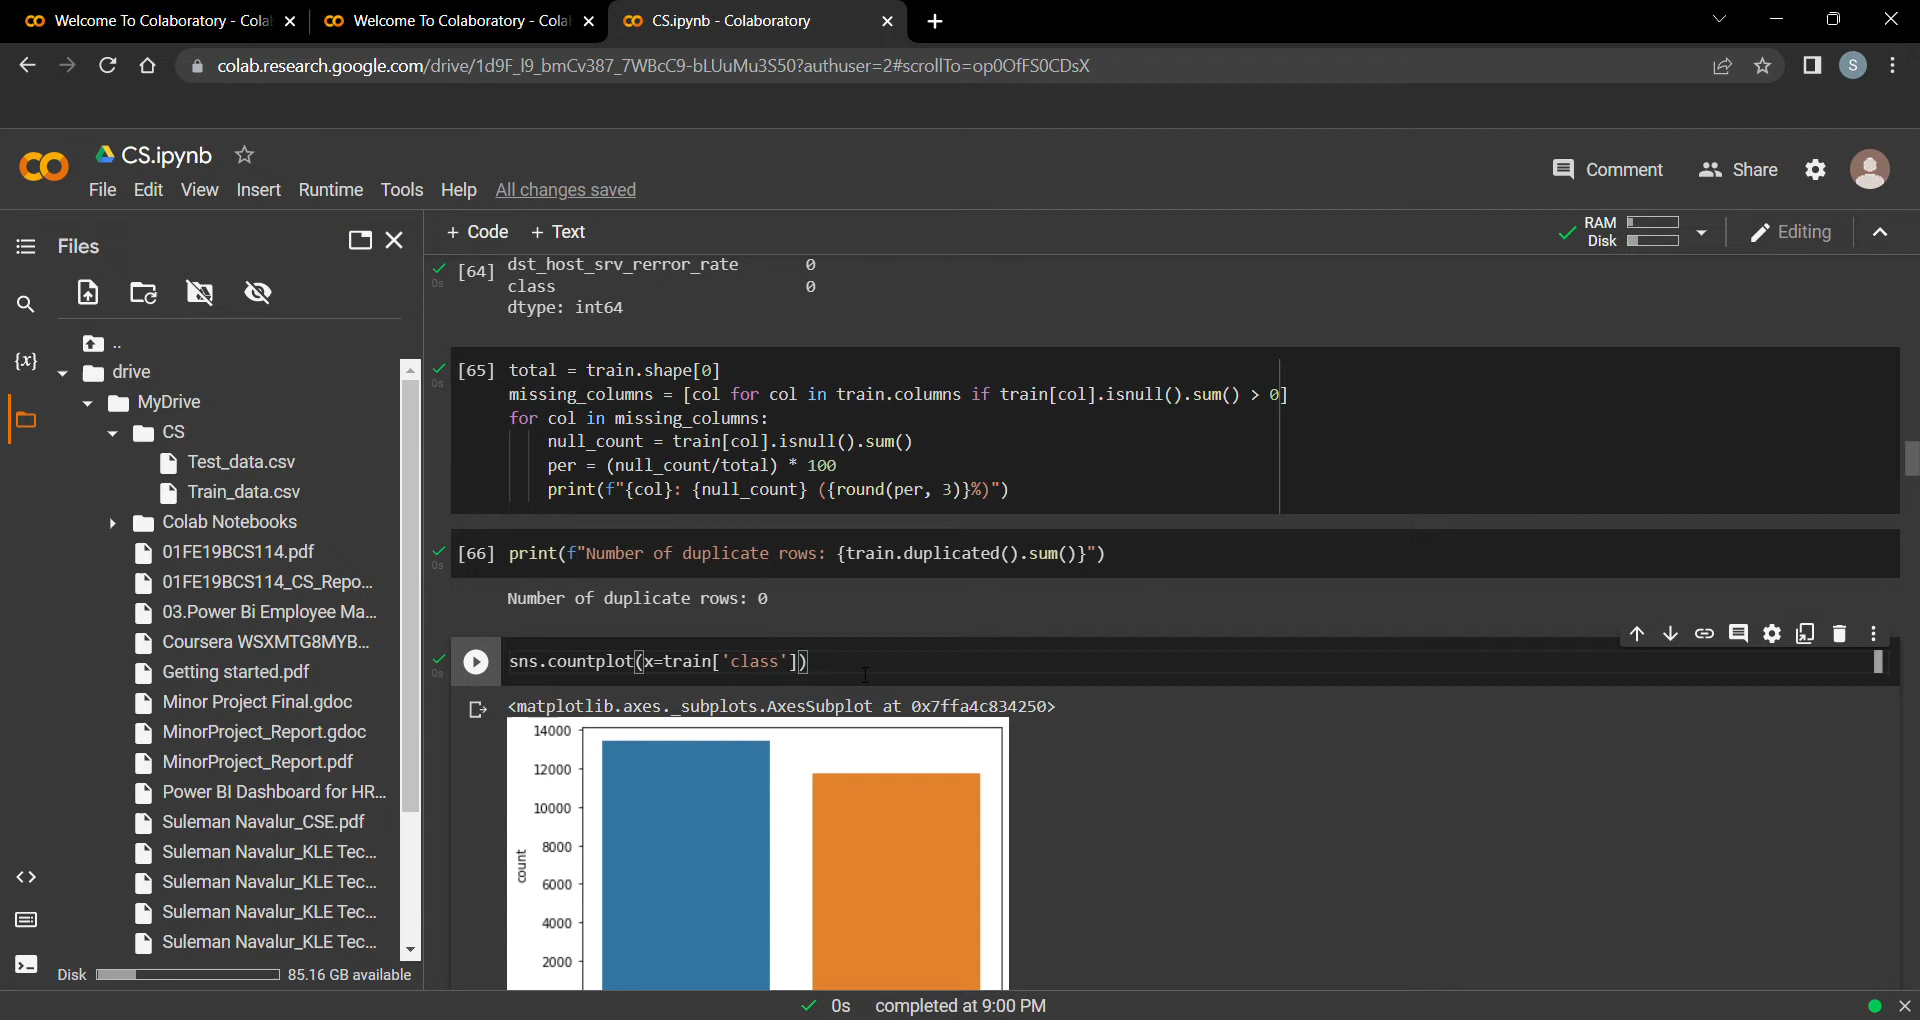 Welcome To Colaboratory - Cola
Welcome To Colaboratory - Cola
CS.ipynb - Colaboratory
colab.research.google.com/drive/1d9F_l9_bmCv387_7WBcC9-bLUuMu3S50?authuser=2#scrollTo=op0OfFS0CDsX
S
CS.ipynb
File Edit View Insert Runtime Tools Help All changes saved
Comment
Share
Files
+ Code + Text
RAM
Disk
Editing
..
drive
MyDrive
CS
Test_data.csv
Train_data.csv
Colab Notebooks
01FE19BCS114.pdf
01FE19BCS114_CS_Repo...
03.Power Bi Employee Ma...
Coursera WSXMTG8MYB...
Getting started.pdf
Minor Project Final.gdoc
MinorProject_Report.gdoc
MinorProject_Report.pdf
Power BI Dashboard for HR...
Suleman Navalur_CSE.pdf
Suleman Navalur_KLE Tec...
Suleman Navalur_KLE Tec...
Suleman Navalur_KLE Tec...
Suleman Navalur_KLE Tec...
Disk 85.16 GB available
{x}
0s [64] dst_host_srv_rerror_rate 0
class 0
dtype: int64
0s [65] total = train.shape[0]
missing_columns = [col for col in train.columns if train[col].isnull().sum() > 0]
for col in missing_columns:
null_count = train[col].isnull().sum()
per = (null_count/total) * 100
print(f"{col}: {null_count} ({round(per, 3)}%)")
0s [66] print(f"Number of duplicate rows: {train.duplicated().sum()}")
Number of duplicate rows: 0
0s sns.countplot(x=train['class'])
<matplotlib.axes._subplots.AxesSubplot at 0x7ffa4c834250>
14000
12000
10000
8000
6000
4000
2000
count
0s completed at 9:00 PM